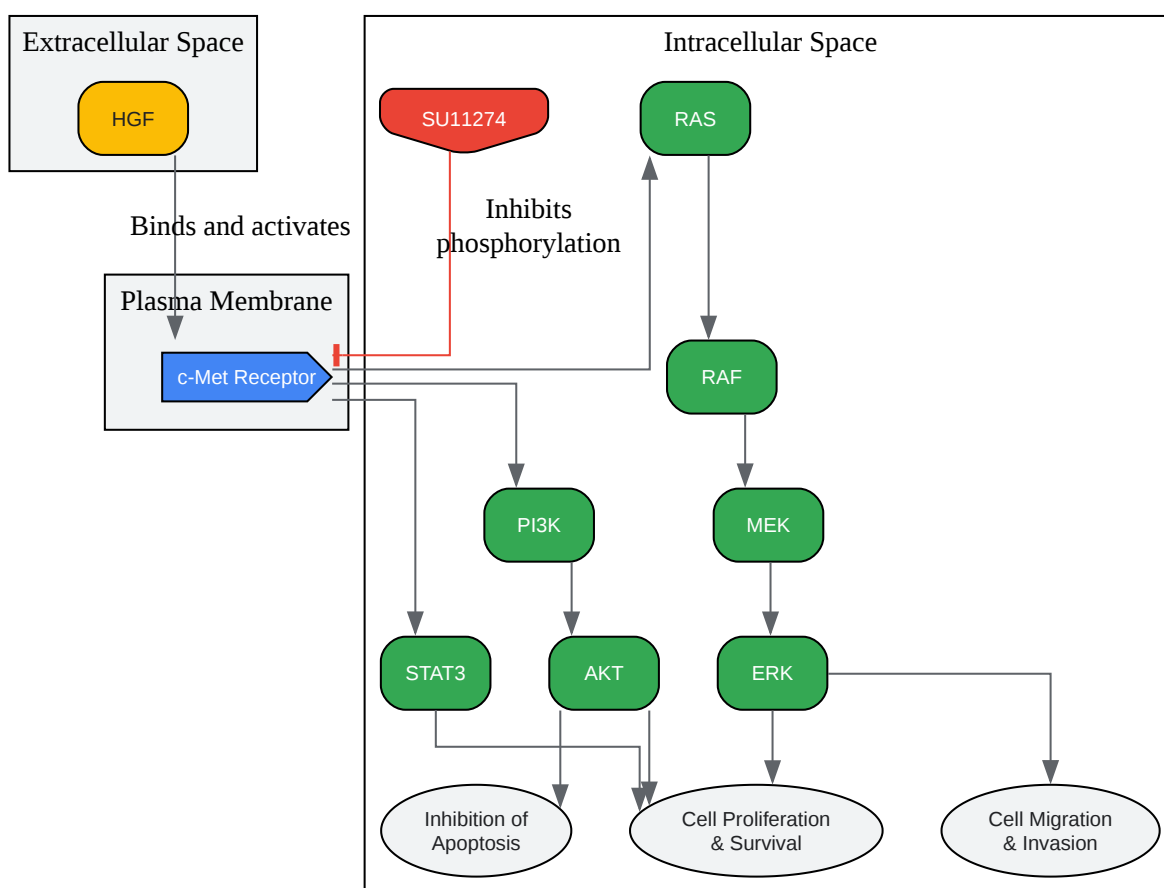 Extracellular Space
Intracellular Space
HGF
SU11274
RAS
Binds and activates
Inhibits
phosphorylation
Plasma Membrane
c-Met Receptor
RAF
PI3K
MEK
STAT3
AKT
ERK
Inhibition of
Apoptosis
Cell Proliferation
& Survival
Cell Migration
& Invasion